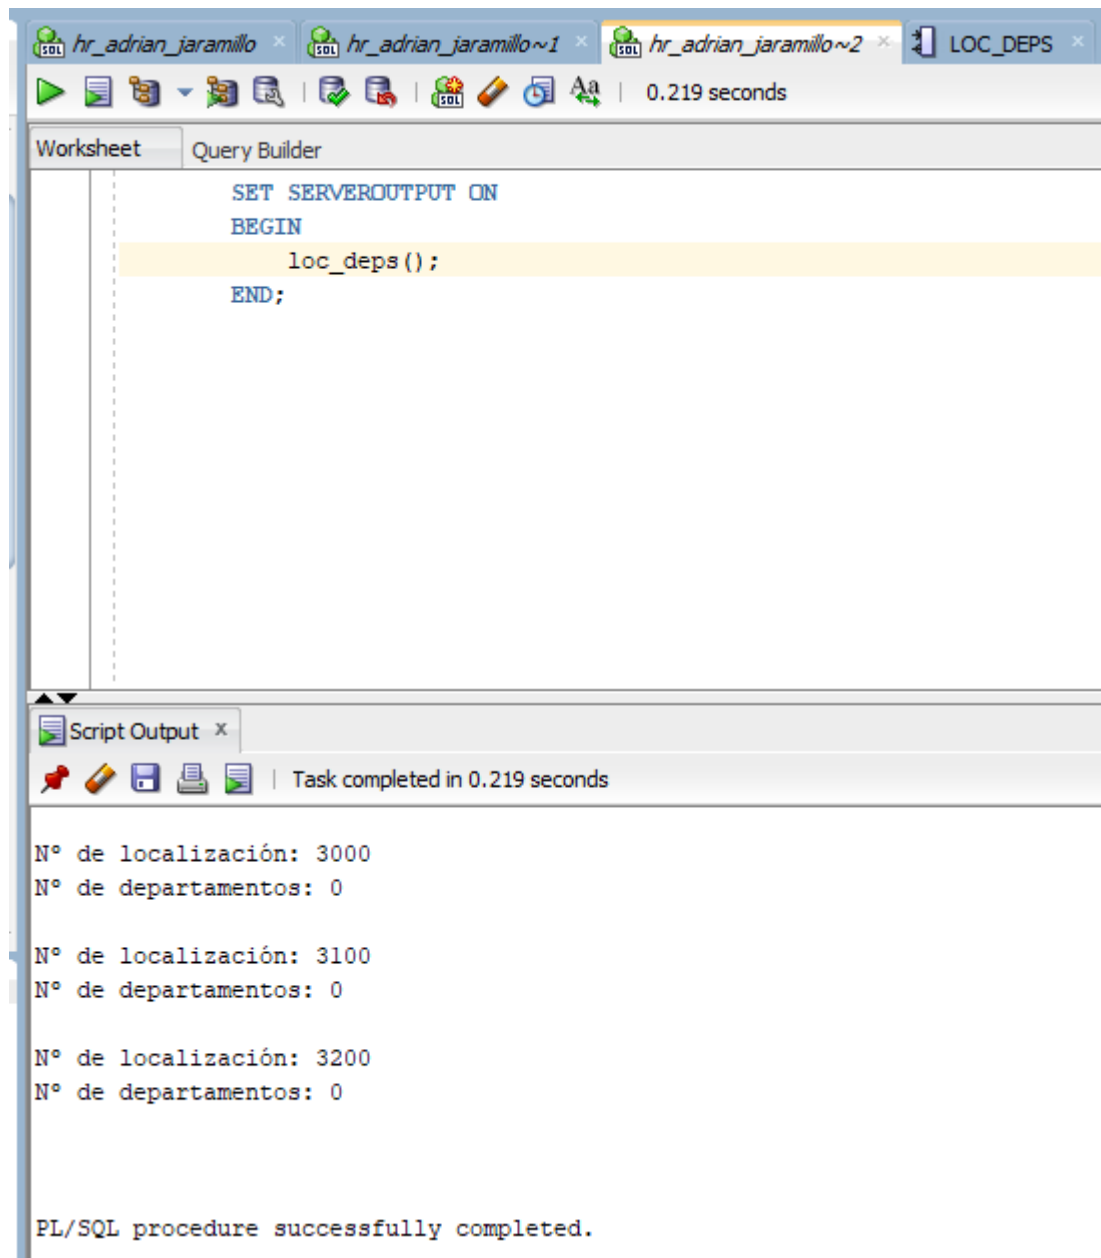 hr_adrian_jaramillo × hr_adrian_jaramillo~1 × hr_adrian_jaramillo~2 × LOC_DEPS ×
0.219 seconds
Worksheet Query Builder
SET SERVEROUTPUT ON
BEGIN
loc_deps();
END;
Script Output x
Task completed in 0.219 seconds
Nº de localización: 3000
Nº de departamentos: 0
Nº de localización: 3100
Nº de departamentos: 0
Nº de localización: 3200
Nº de departamentos: 0
PL/SQL procedure successfully completed.